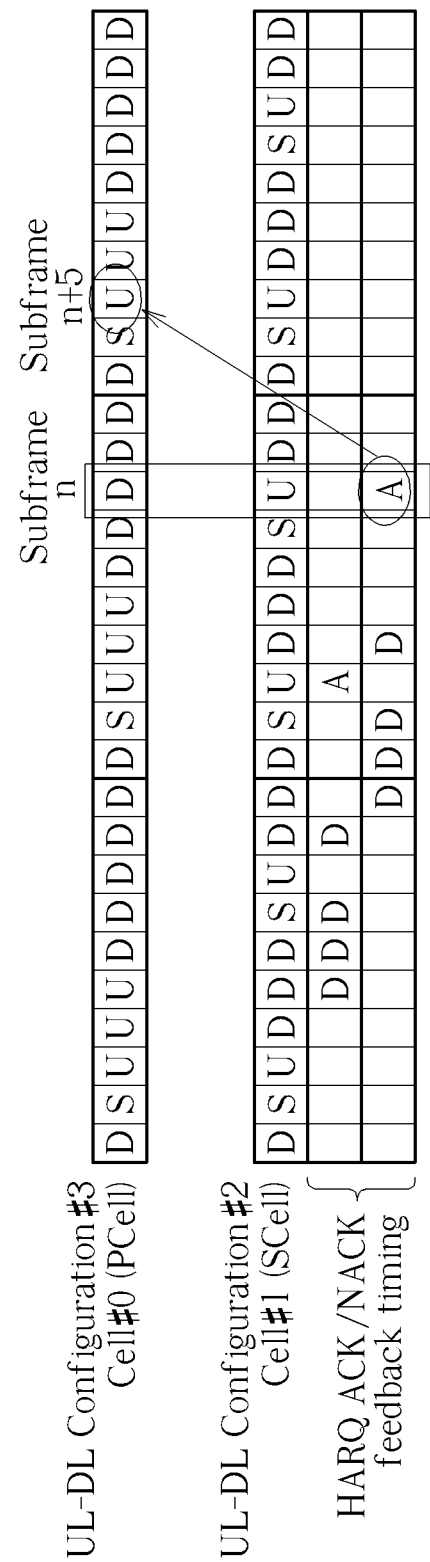 Subframe n
Subframe n+5
UL-DL Configuration #3
Cell#0 (PCell)
D S U U U D D D D D D S U U U D D D D D D S U U U D D D D D
UL-DL Configuration #2
Cell#1 (SCell)
D S U D D D S U D D D S U D D D S U D D D S U D D D S U D D
HARQ ACK/NACK
feedback timing
D D D D A
D D D D A